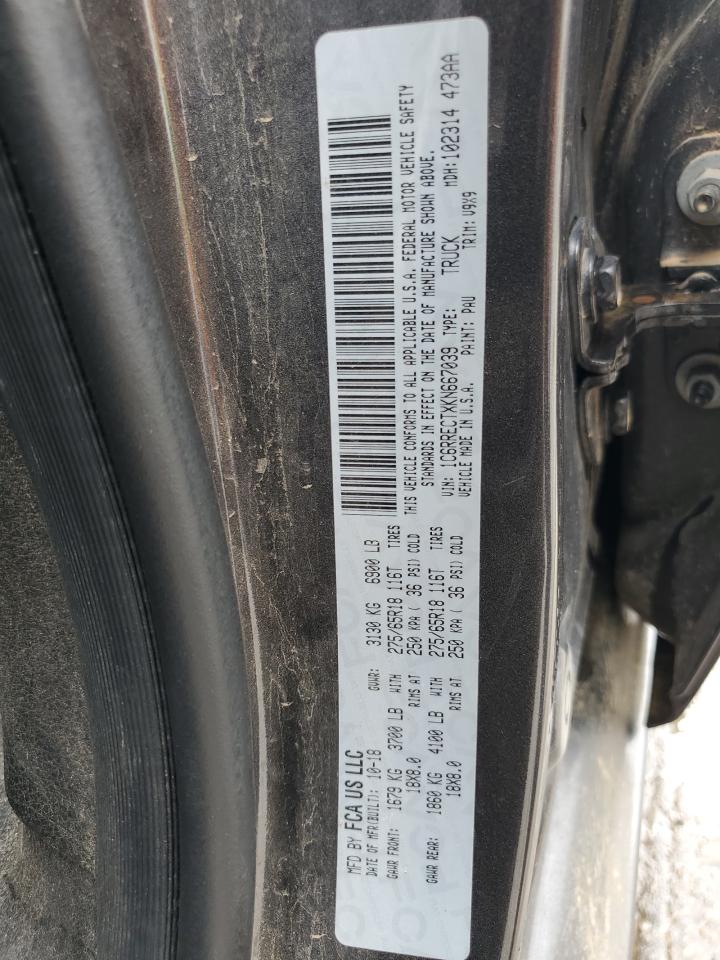 MFD BY FCA US LLC
DATE OF MFR(BUILT): 10-18 GVWR: 3130 KG 6900 LB
GAWR FRONT: 1679 KG 3700 LB WITH 275/65R18 116T TIRES
18X8.0 RIMS AT 250 KPA ( 36 PSI) COLD
GAWR REAR: 1860 KG 4100 LB WITH 275/65R18 116T TIRES
18X8.0 RIMS AT 250 KPA ( 36 PSI) COLD
THIS VEHICLE CONFORMS TO ALL APPLICABLE U.S.A. FEDERAL MOTOR VEHICLE SAFETY
STANDARDS IN EFFECT ON THE DATE OF MANUFACTURE SHOWN ABOVE.
VIN: 1C6RRECTXKN667039 TYPE: TRUCK MDH: 102314 473AA
VEHICLE MADE IN U.S.A. PAINT: PAU TRIM: V9X9